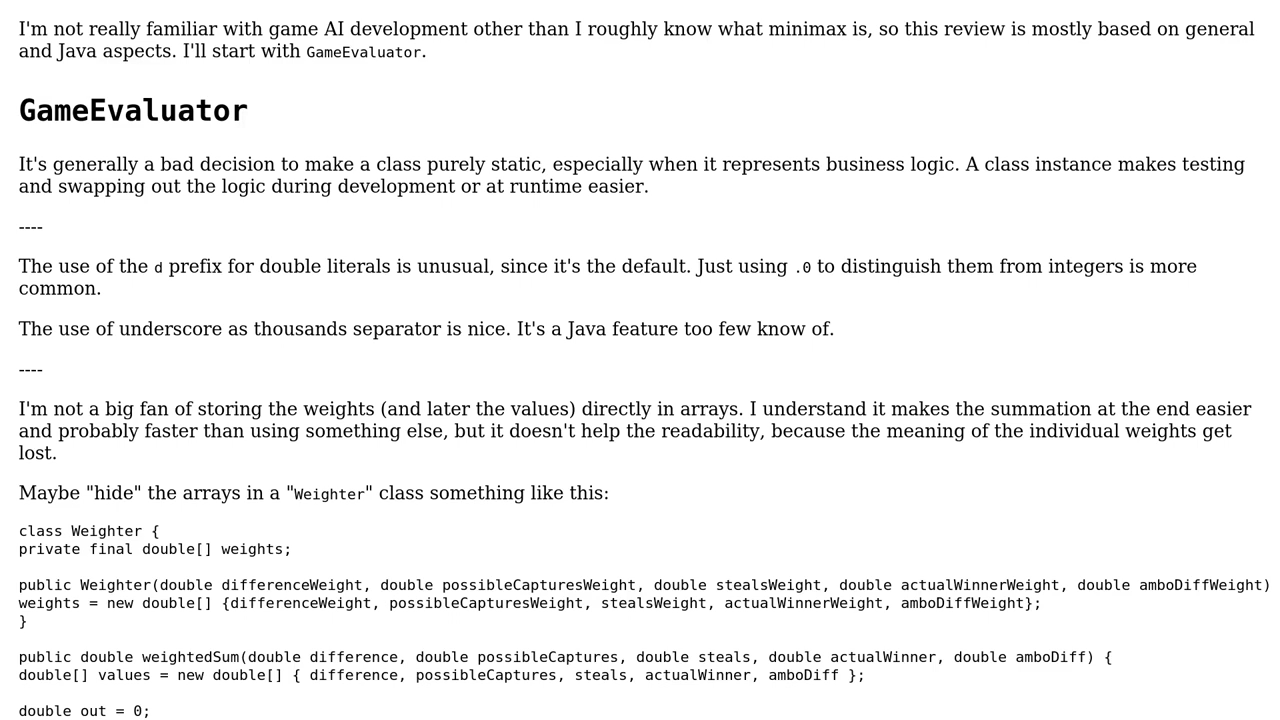 I'm not really familiar with game AI development other than I roughly know what minimax is, so this review is mostly based on general
and Java aspects. I'll start with GameEvaluator.
GameEvaluator
It's generally a bad decision to make a class purely static, especially when it represents business logic. A class instance makes testing
and swapping out the logic during development or at runtime easier.
----
The use of the d prefix for double literals is unusual, since it's the default. Just using .0 to distinguish them from integers is more
common.
The use of underscore as thousands separator is nice. It's a Java feature too few know of.
----
I'm not a big fan of storing the weights (and later the values) directly in arrays. I understand it makes the summation at the end easier
and probably faster than using something else, but it doesn't help the readability, because the meaning of the individual weights get
lost.
Maybe "hide" the arrays in a "Weighter" class something like this:
class Weighter {
private final double[] weights;
public Weighter(double differenceWeight, double possibleCapturesWeight, double stealsWeight, double actualWinnerWeight, double amboDiffWeight)
weights = new double[] {differenceWeight, possibleCapturesWeight, stealsWeight, actualWinnerWeight, amboDiffWeight};
}
public double weightedSum(double difference, double possibleCaptures, double steals, double actualWinner, double amboDiff) {
double[] values = new double[] { difference, possibleCaptures, steals, actualWinner, amboDiff };
double out = 0;